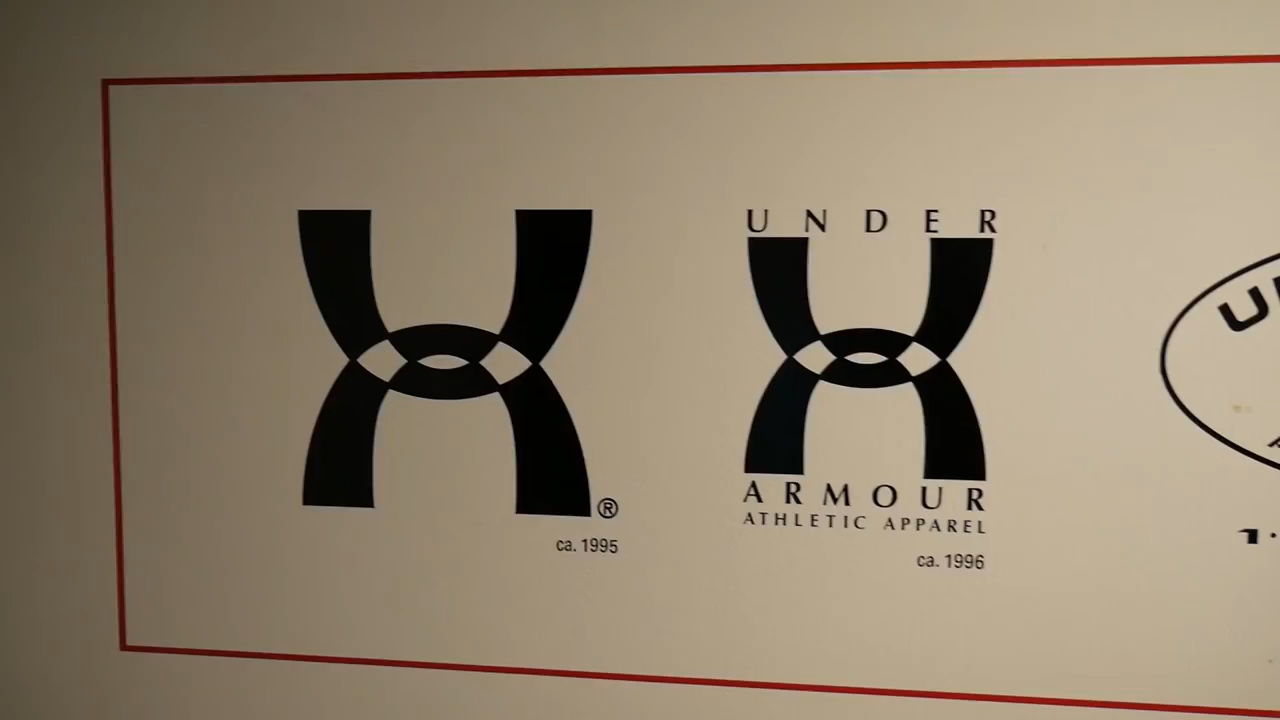 ®
ca. 1995
UNDER
ARMOUR
ATHLETIC APPAREL
ca. 1996